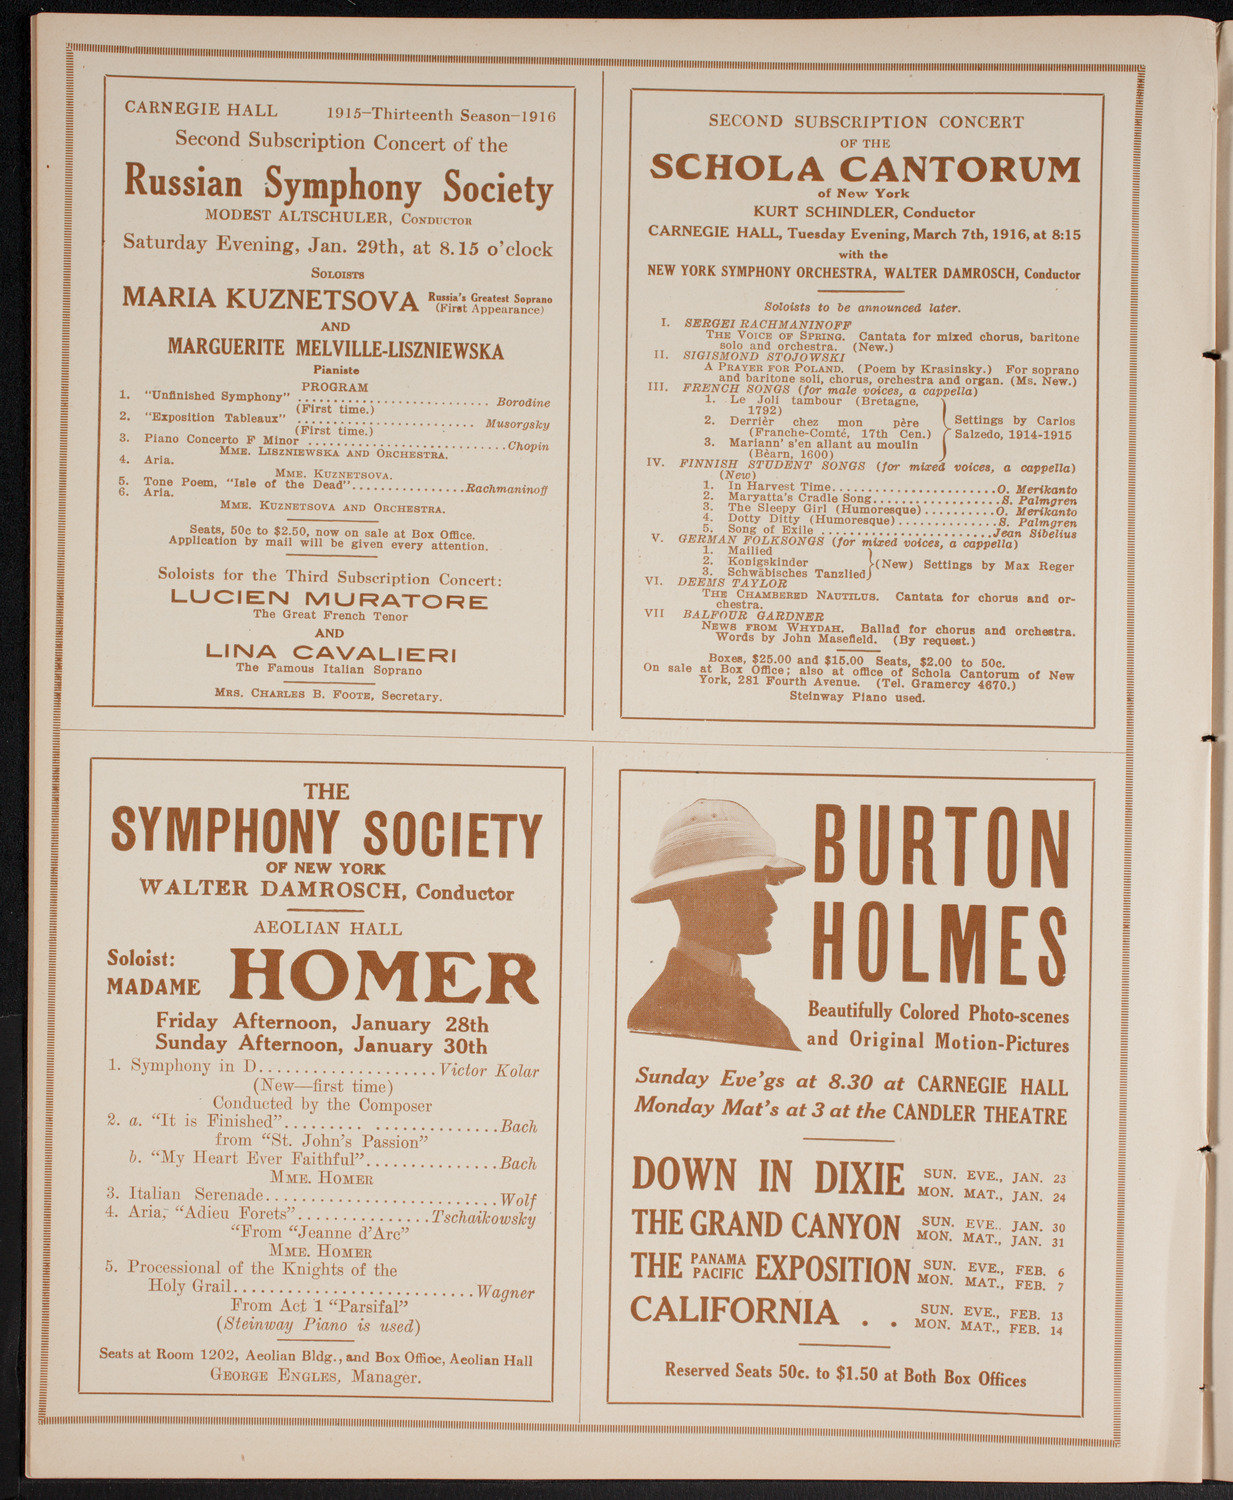 CARNEGIE HALL 1915–Thirteenth Season–1916
Second Subscription Concert of the
Russian Symphony Society
MODEST ALTSCHULER, CONDUCTOR
Saturday Evening, Jan. 29th, at 8.15 o'clock
SOLOISTS
MARIA KUZNETSOVA Russia's Greatest Soprano
(First Appearance)
AND
MARGUERITE MELVILLE-LISZNIEWSKA
Pianiste
PROGRAM
1. "Unfinished Symphony" .......................... Borodine
(First time.)
2. "Exposition Tableaux" .......................... Musorgsky
(First time.)
3. Piano Concerto F Minor .......................... Chopin
MME. LISZNIEWSKA AND ORCHESTRA.
4. Aria.
MME. KUZNETSOVA.
5. Tone Poem, "Isle of the Dead"................Rachmaninoff
6. Aria.
MME. KUZNETSOVA AND ORCHESTRA.
Seats, 50c to $2.50, now on sale at Box Office.
Application by mail will be given every attention.
Soloists for the Third Subscription Concert:
LUCIEN MURATORE
The Great French Tenor
AND
LINA CAVALIERI
The Famous Italian Soprano
MRS. CHARLES B. FOOTE, Secretary.
SECOND SUBSCRIPTION CONCERT
OF THE
SCHOLA CANTORUM
of New York
KURT SCHINDLER, Conductor
CARNEGIE HALL, Tuesday Evening, March 7th, 1916, at 8:15
with the
NEW YORK SYMPHONY ORCHESTRA, WALTER DAMROSCH, Conductor
Soloists to be announced later.
I. SERGEI RACHMANINOFF
THE VOICE OF SPRING. Cantata for mixed chorus, baritone
solo and orchestra. (New.)
II. SIGISMOND STOJOWSKI
A PRAYER FOR POLAND. (Poem by Krasinsky.) For soprano
and baritone soli, chorus, orchestra and organ. (Ms. New.)
III. FRENCH SONGS (for male voices, a cappella)
1. Le Joli tambour (Bretagne,
1792)
2. Derrièr chez mon père
(Franche-Comté, 17th Cen.)
3. Mariann' s'en allant au moulin
(Bèarn, 1600)
Settings by Carlos
Salzedo, 1914-1915
IV. FINNISH STUDENT SONGS (for mixed voices, a cappella)
(New)
1. In Harvest Time.......................O. Merikanto
2. Maryatta's Cradle Song.................S. Palmgren
3. The Sleepy Girl (Humoresque)..........O. Merikanto
4. Dotty Ditty (Humoresque)..............S. Palmgren
5. Song of Exile ........................Jean Sibelius
V. GERMAN FOLKSONGS (for mixed voices, a cappella)
1. Mailied
2. Konigskinder
3. Schwäbisches Tanzlied
(New) Settings by Max Reger
VI. DEEMS TAYLOR
THE CHAMBERED NAUTILUS. Cantata for chorus and or-
chestra.
VII BALFOUR GARDNER
NEWS FROM WHYDAH. Ballad for chorus and orchestra.
Words by John Masefield. (By request.)
Boxes, $25.00 and $15.00 Seats, $2.00 to 50c.
On sale at Box Office; also at office of Schola Cantorum of New
York, 281 Fourth Avenue. (Tel. Gramercy 4670.)
Steinway Piano used.
THE
SYMPHONY SOCIETY
OF NEW YORK
WALTER DAMROSCH, Conductor
AEOLIAN HALL
Soloist:
MADAME HOMER
Friday Afternoon, January 28th
Sunday Afternoon, January 30th
1. Symphony in D....................Victor Kolar
(New—first time)
Conducted by the Composer
2. a. "It is Finished"......... ..............Bach
from "St. John's Passion"
b. "My Heart Ever Faithful"...............Bach
MME. HOMER
3. Italian Serenade..........................Wolf
4. Aria, "Adieu Forets"...............Tschaikowsky
"From "Jeanne d'Arc"
MME. HOMER
5. Processional of the Knights of the
Holy Grail...........................Wagner
From Act 1 "Parsifal"
(Steinway Piano is used)
Seats at Room 1202, Aeolian Bldg., and Box Office, Aeolian Hall
GEORGE ENGLES, Manager.
BURTON
HOLMES
Beautifully Colored Photo-scenes
and Original Motion-Pictures
Sunday Eve'gs at 8.30 at CARNEGIE HALL
Monday Mat's at 3 at the CANDLER THEATRE
DOWN IN DIXIE SUN. EVE., JAN. 23
MON. MAT., JAN. 24
THE GRAND CANYON SUN. EVE.. JAN. 30
MON. MAT., JAN. 31
THE PANAMA PACIFIC EXPOSITION SUN. EVE., FEB. 6
MON. MAT., FEB. 7
CALIFORNIA . . SUN. EVE., FEB. 13
MON. MAT., FEB. 14
Reserved Seats 50c. to $1.50 at Both Box Offices